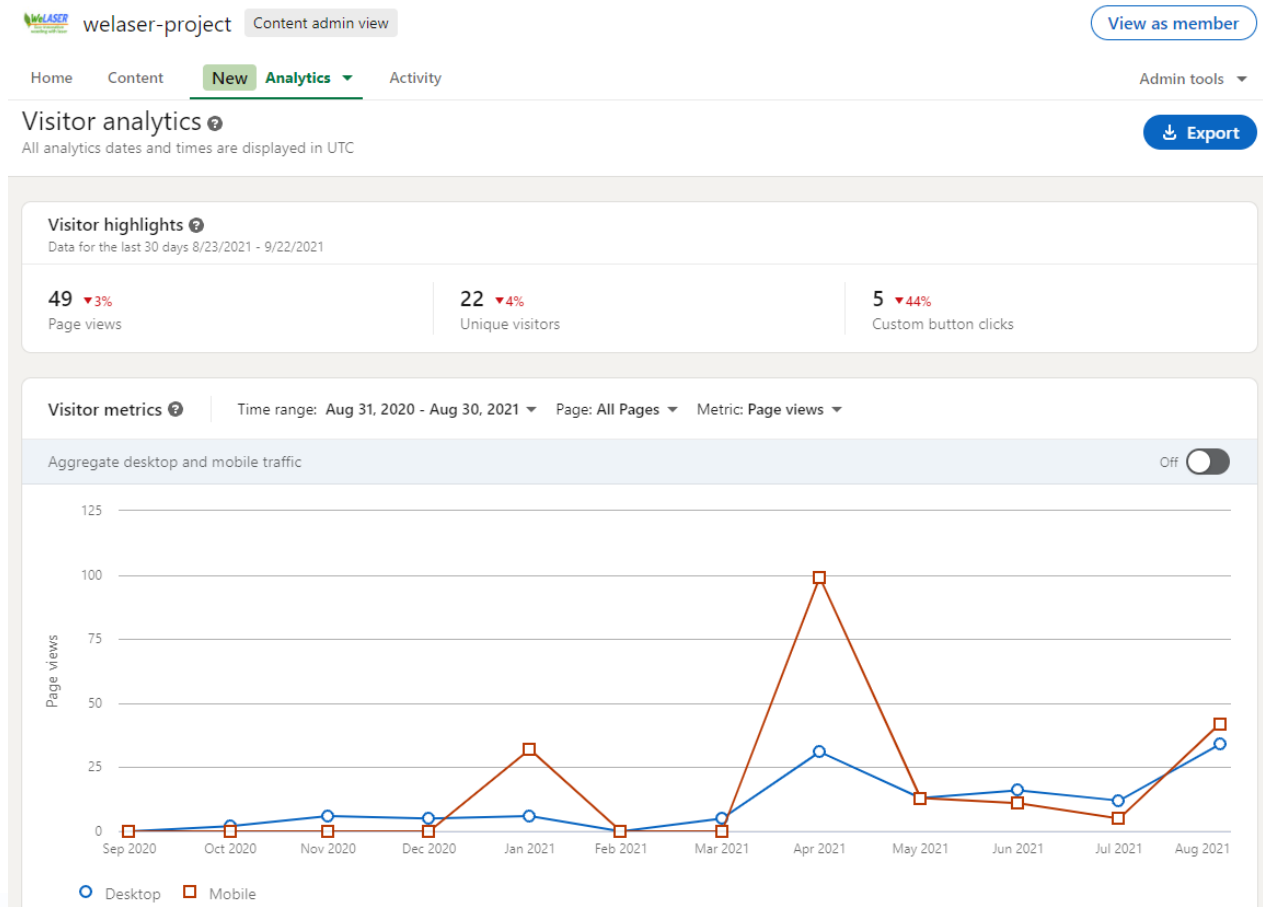 WeLASER
welaser-project Content admin view View as member
Home Content New Analytics Activity Admin tools
Visitor analytics
All analytics dates and times are displayed in UTC
Export
Visitor highlights
Data for the last 30 days 8/23/2021 - 9/22/2021
49 ▼3% 22 ▼4% 5 ▼44%
Page views Unique visitors Custom button clicks
Visitor metrics Time range: Aug 31, 2020 - Aug 30, 2021 Page: All Pages Metric: Page views
Aggregate desktop and mobile traffic Off
125
100
75
50
25
0
Page views
Sep 2020 Oct 2020 Nov 2020 Dec 2020 Jan 2021 Feb 2021 Mar 2021 Apr 2021 May 2021 Jun 2021 Jul 2021 Aug 2021
Desktop Mobile